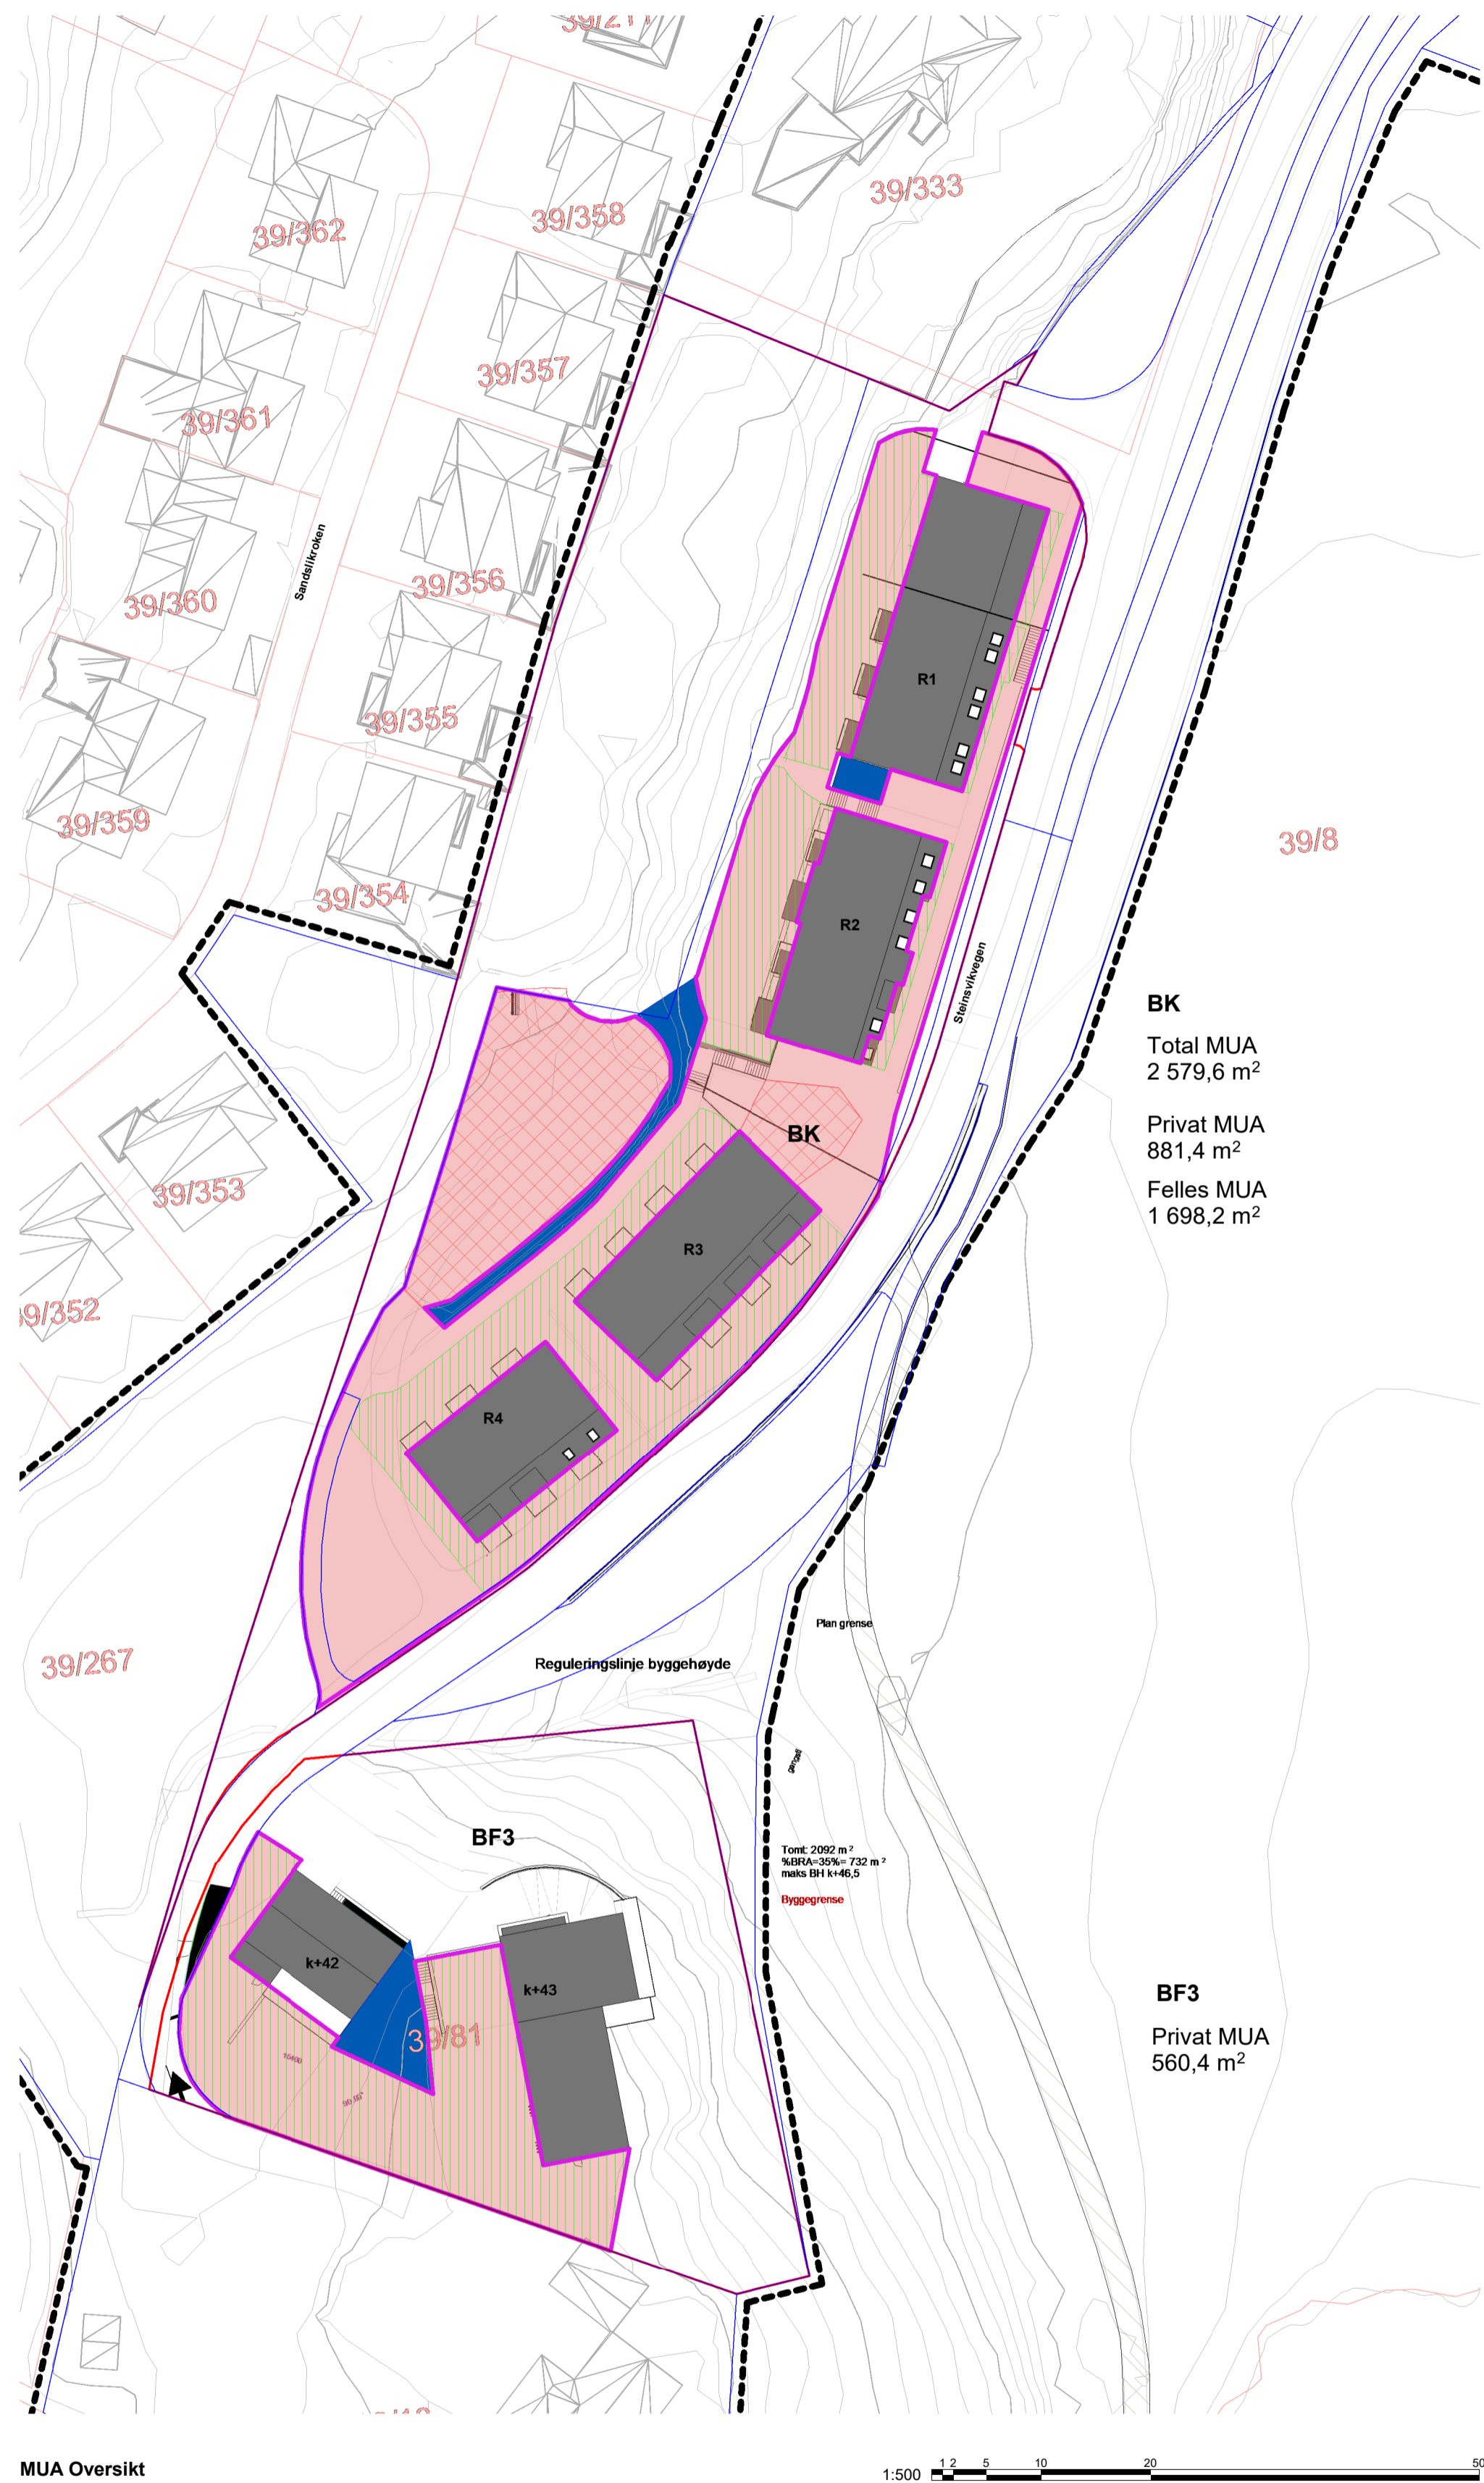 39/211
39/333
39/358
39/362
39/357
39/361
Sandslikroken
39/356
39/360
R1
39/355
39/359
39/8
39/354
R2
Steinsvikvegen
BK
Total MUA
2 579,6 m²
Privat MUA
881,4 m²
Felles MUA
1 698,2 m²
BK
39/353
R3
39/352
R4
Plan grense
39/267
Reguleringslinje byggehøyde
gangsti
BF3
Tomt: 2092 m²
%BRA=35%= 732 m²
maks BH k+46,5
Byggegrense
k+42
k+43
39/81
BF3
Privat MUA
560,4 m²
MUA Oversikt
1:500
1 2 5 10 20 50